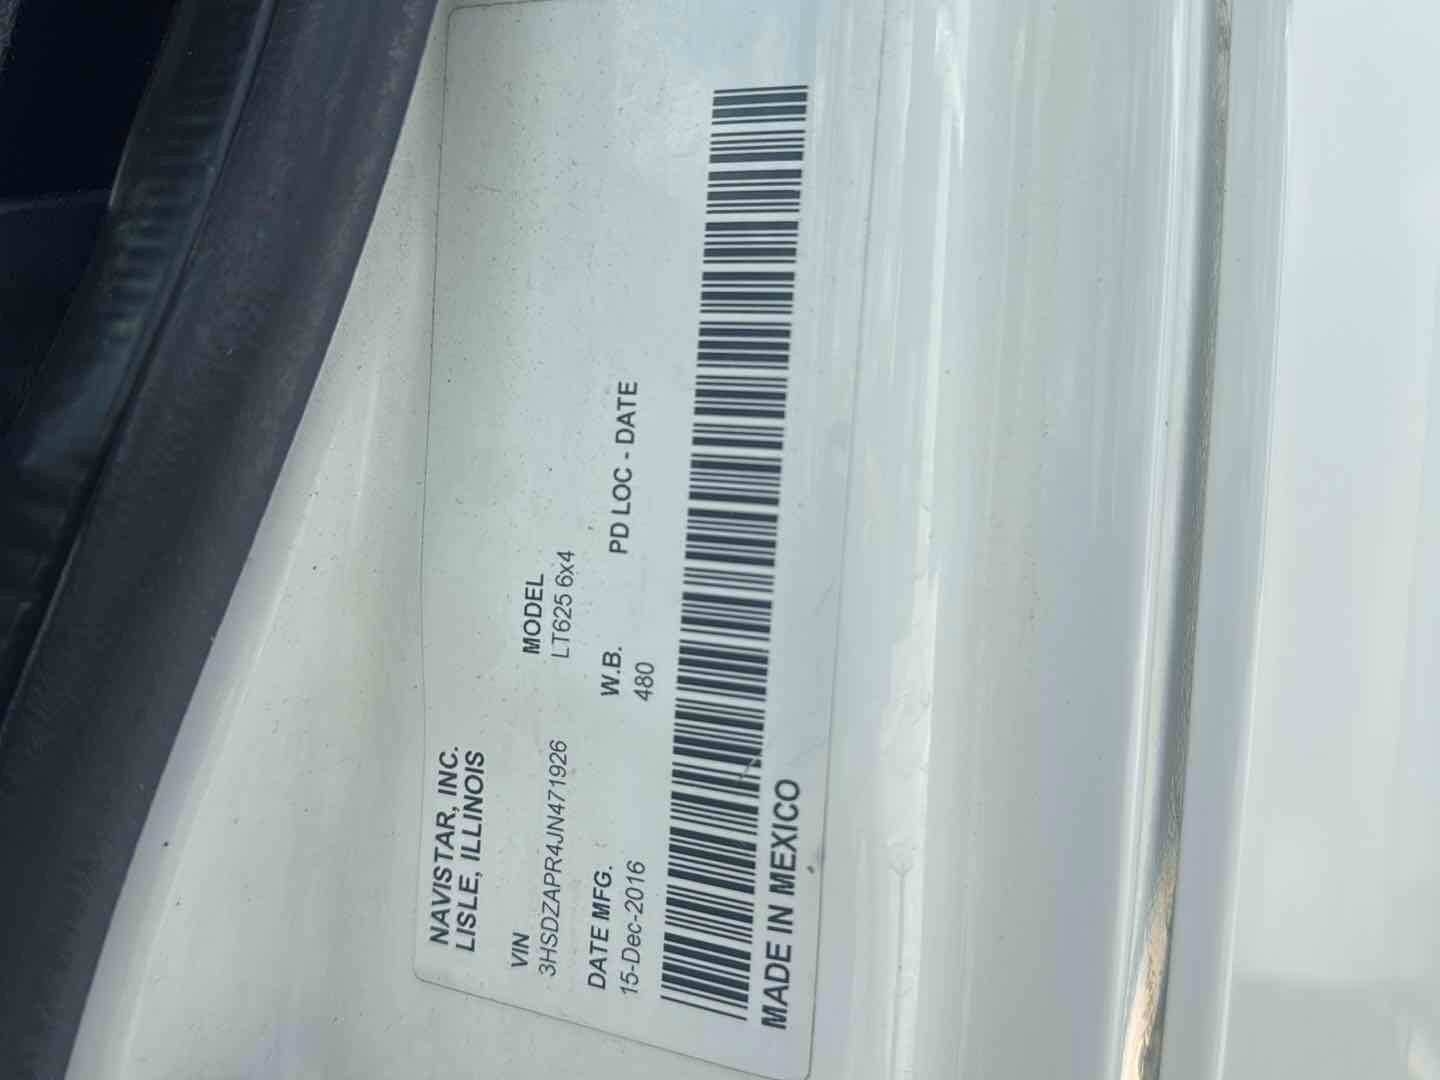 NAVISTAR, INC.
LISLE, ILLINOIS
VIN MODEL
3HSDZAPR4JN471926 LT625 6x4
DATE MFG. W.B. PD LOC - DATE
15-Dec-2016 480
MADE IN MEXICO